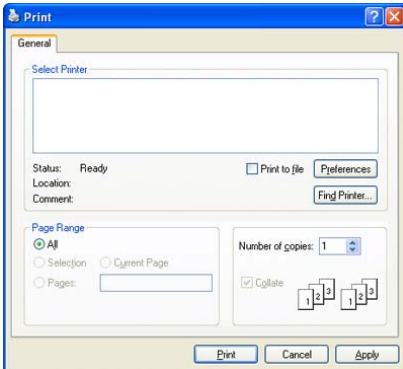 Print
General
Select Printer
Status: Ready
Print to file
Preferences
Location:
Comment:
Find Printer...
Page Range
All
Selection
Current Page
Pages:
Number of copies: 1
Collate
1 2 3 1 2 3
Print Cancel Apply